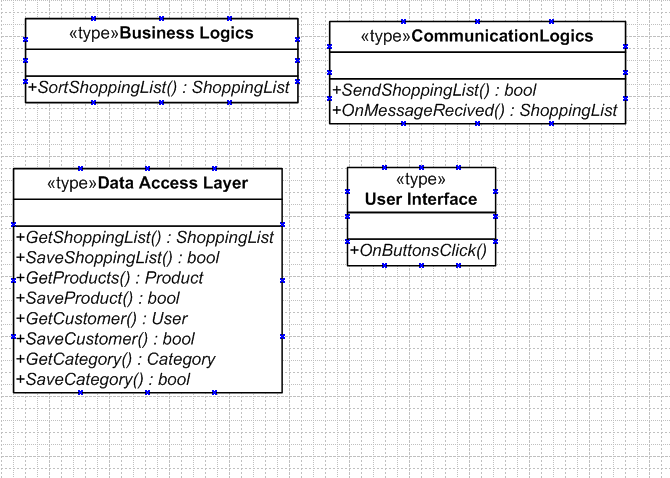 «type»Business Logics
+SortShoppingList() : ShoppingList
«type»CommunicationLogics
+SendShoppingList() : bool
+OnMessageRecived() : ShoppingList
«type»Data Access Layer
+GetShoppingList() : ShoppingList
+SaveShoppingList() : bool
+GetProducts() : Product
+SaveProduct() : bool
+GetCustomer() : User
+SaveCustomer() : bool
+GetCategory() : Category
+SaveCategory() : bool
«type»
User Interface
+OnButtonsClick()